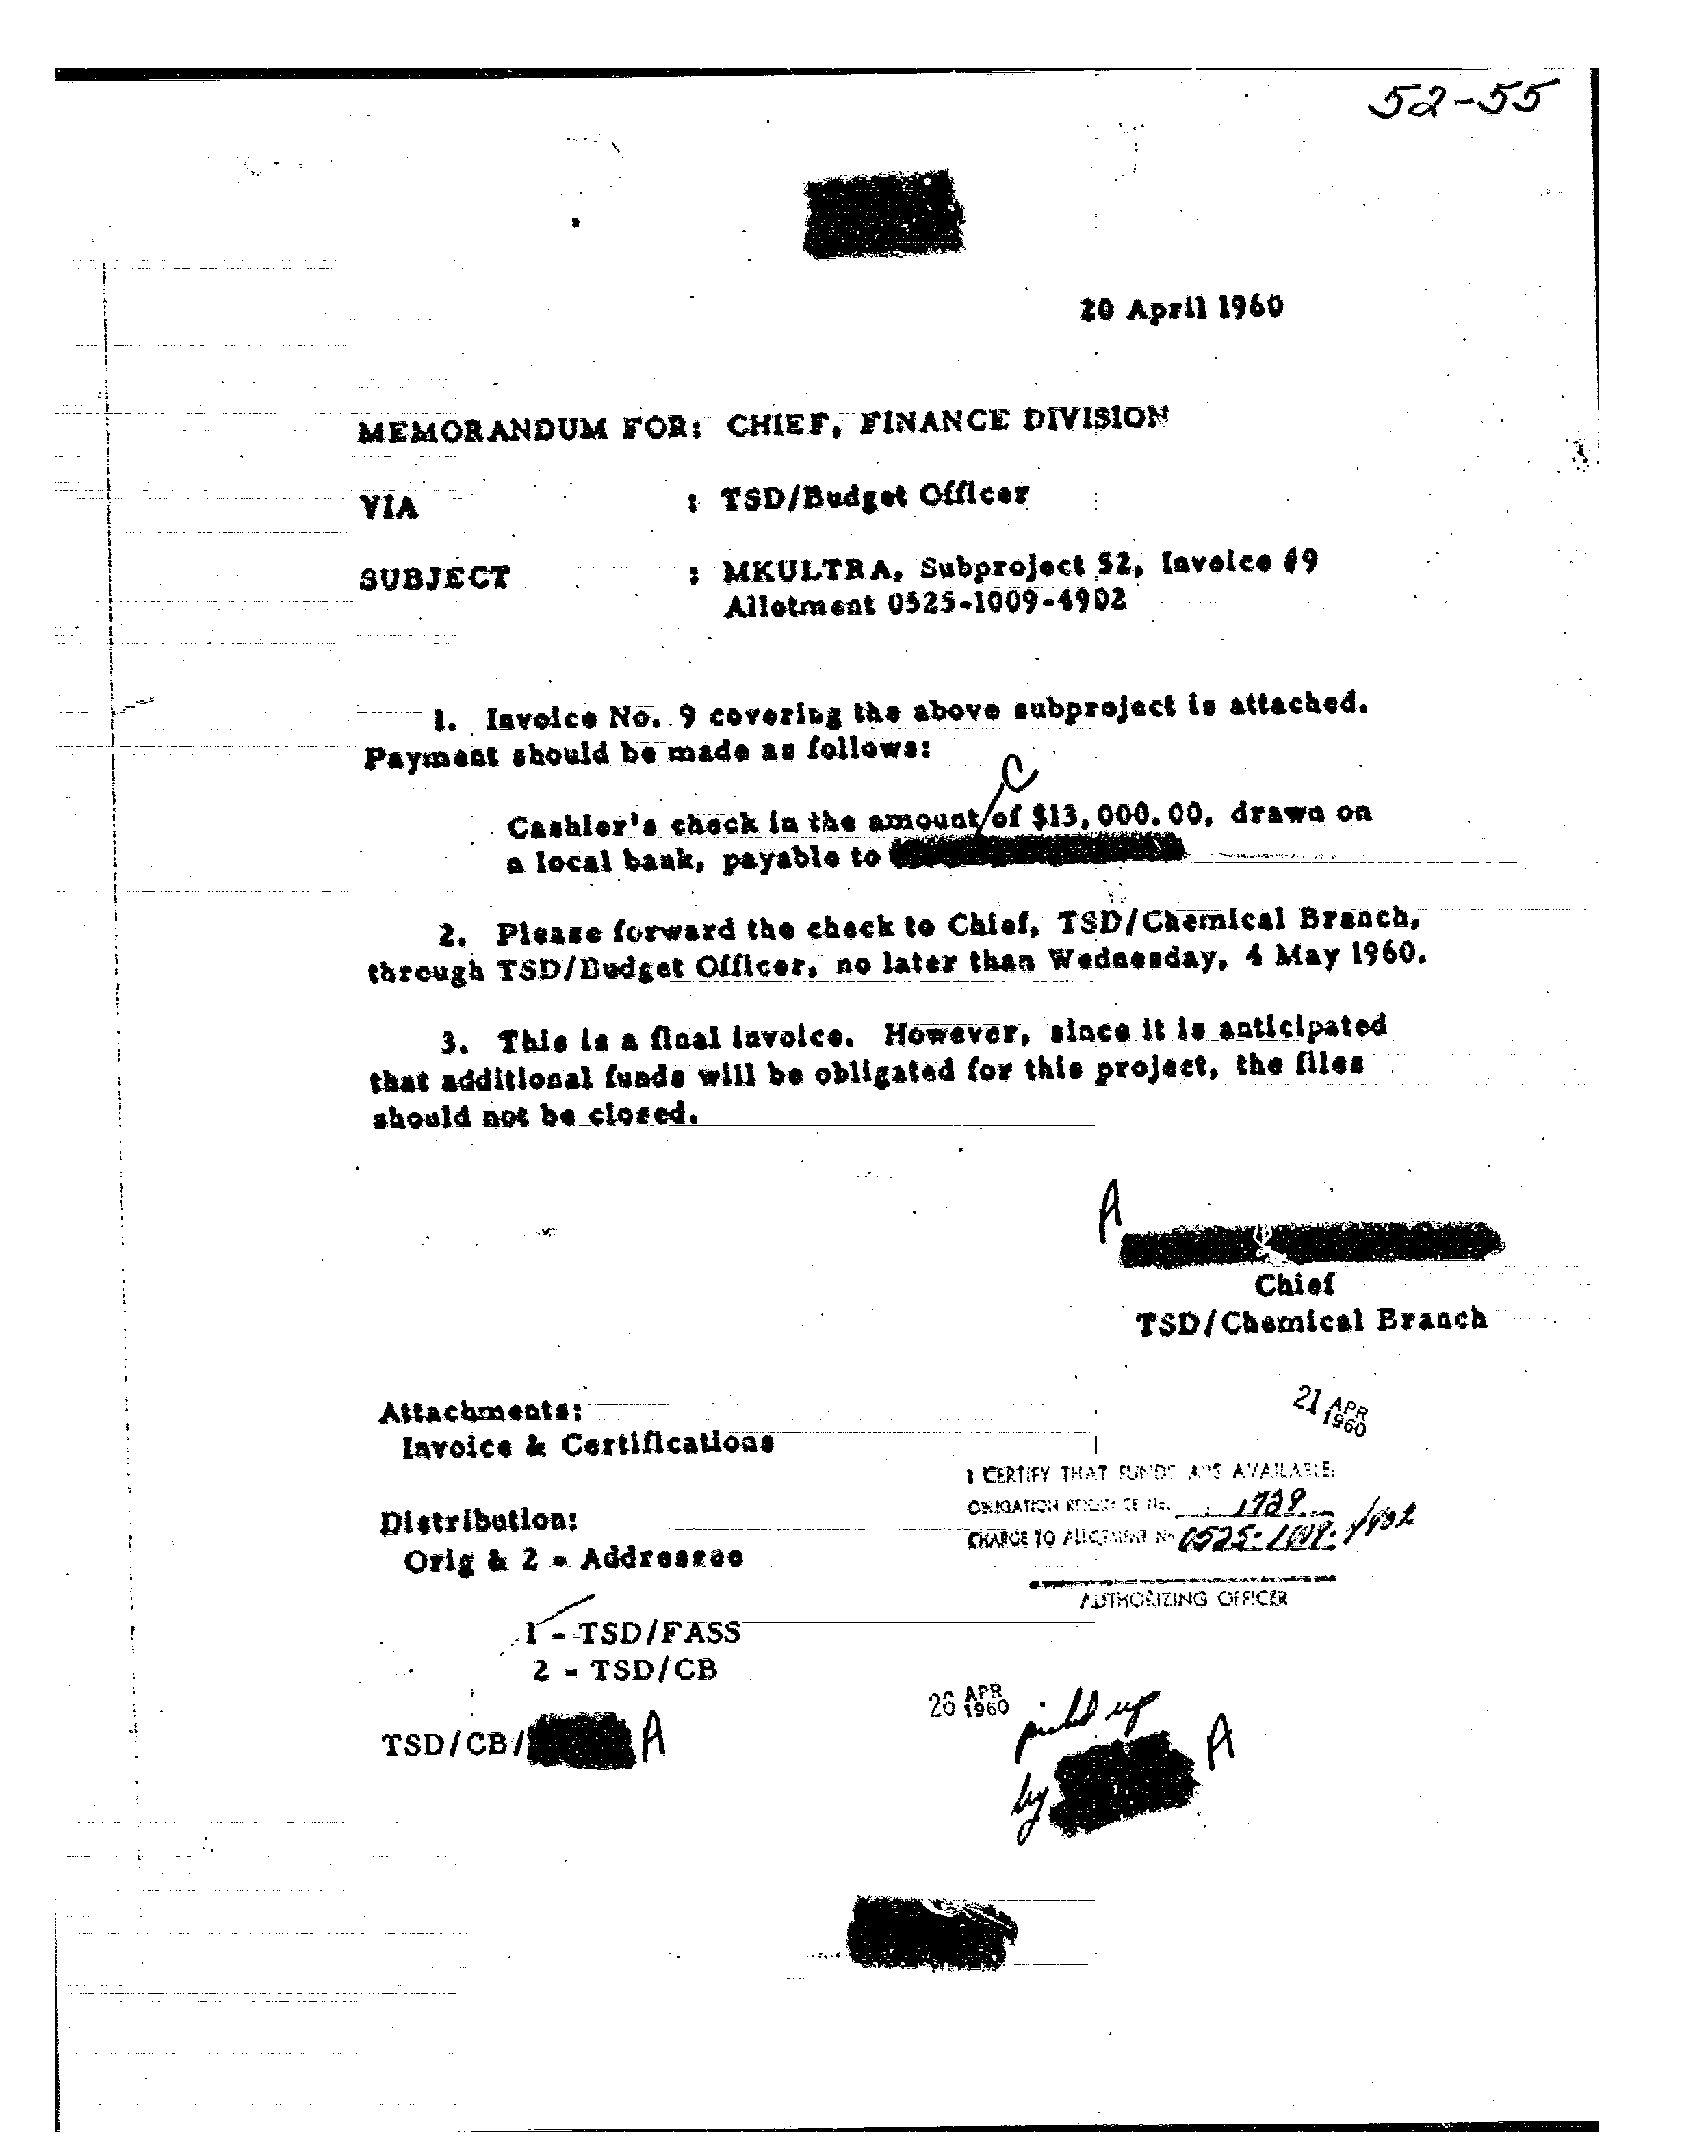 52-55
20 April 1960
MEMORANDUM FOR: CHIEF, FINANCE DIVISION
VIA : TSD/Budget Officer
SUBJECT : MKULTRA, Subproject 52, Invoice #9
Allotment 0525-1009-4902
1. Invoice No. 9 covering the above subproject is attached.
Payment should be made as follows:
C
Cashier's check in the amount of $13,000.00, drawn on
a local bank, payable to
2. Please forward the check to Chief, TSD/Chemical Branch,
through TSD/Budget Officer, no later than Wednesday, 4 May 1960.
3. This is a final invoice. However, since it is anticipated
that additional funds will be obligated for this project, the files
should not be closed.
A
Chief
TSD/Chemical Branch
21 APR 1960
Attachments:
Invoice & Certifications
I CERTIFY THAT FUNDS ARE AVAILABLE.
OBLIGATION REFERENCE NO. 1729
CHARGE TO ALLOTMENT NO. 0525-1009-4902
AUTHORIZING OFFICER
Distribution:
Orig & 2 - Addressee
1 - TSD/FASS
2 - TSD/CB
26 APR 1960
picked up
by A
TSD/CB/ A